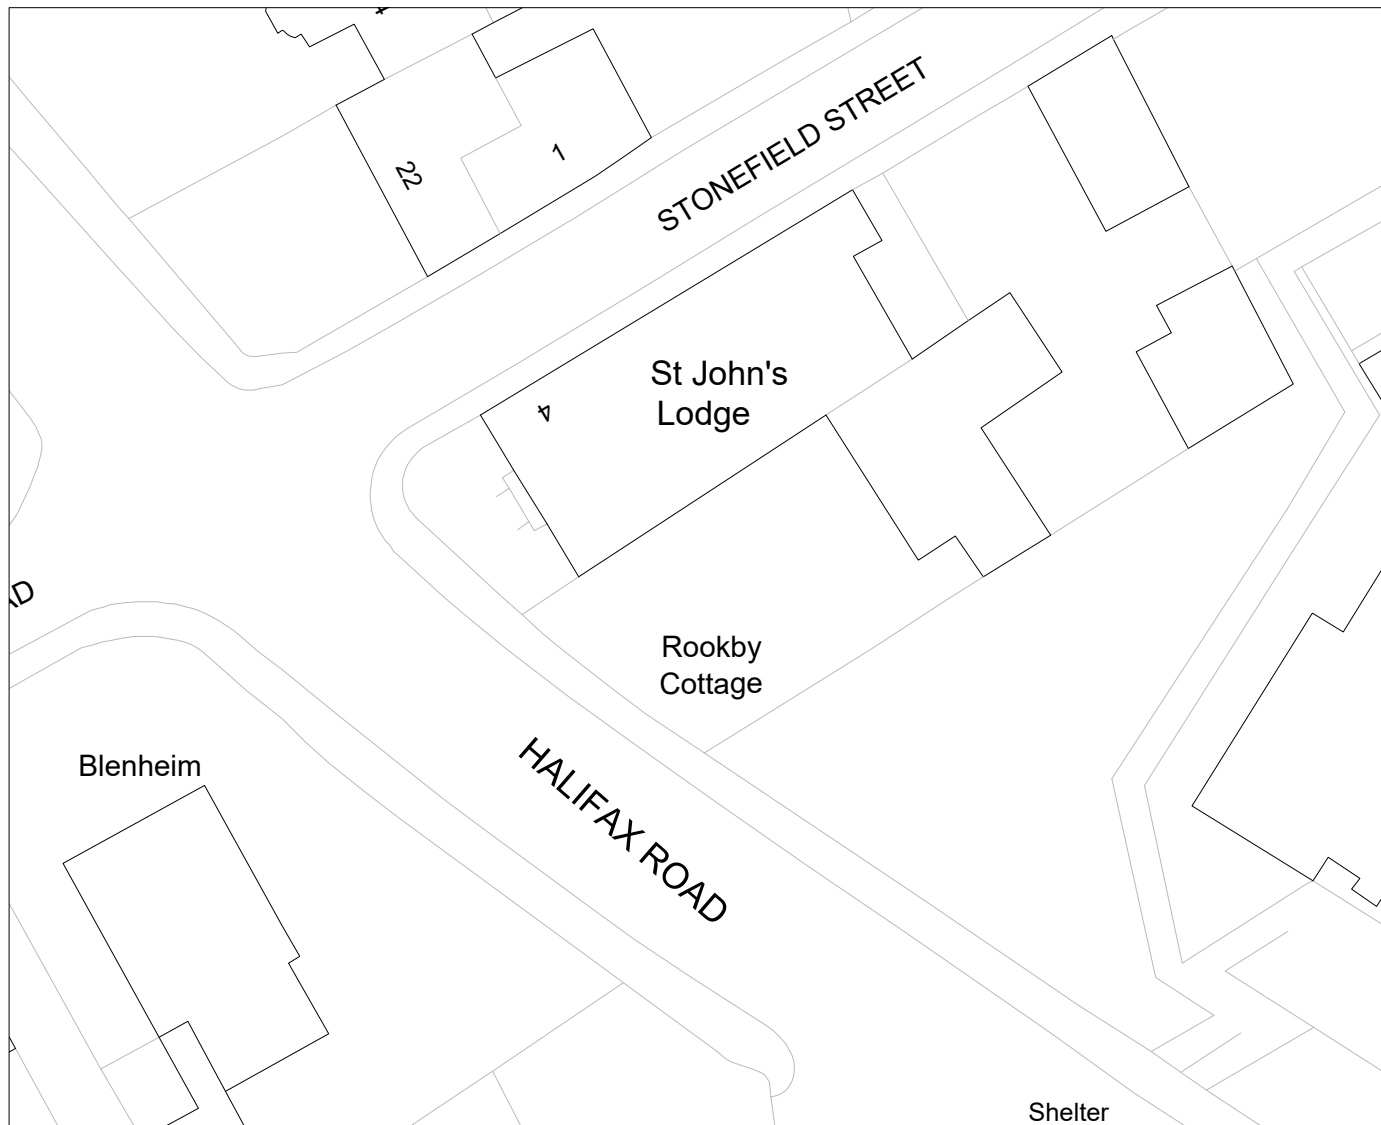 STONEFIELD STREET
22
1
St John's
Lodge
4
Rookby
Cottage
Blenheim
HALIFAX ROAD
Shelter